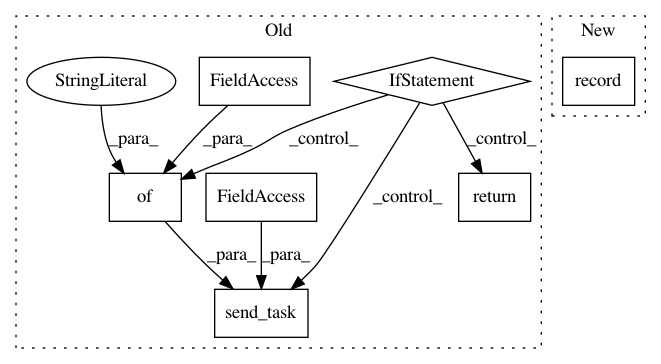 Old
New
StringLiteral
FieldAccess
IfStatement
record
_para_
_para_
_control_
_control_
of
FieldAccess
_control_
return
_para_
_para_
send_task